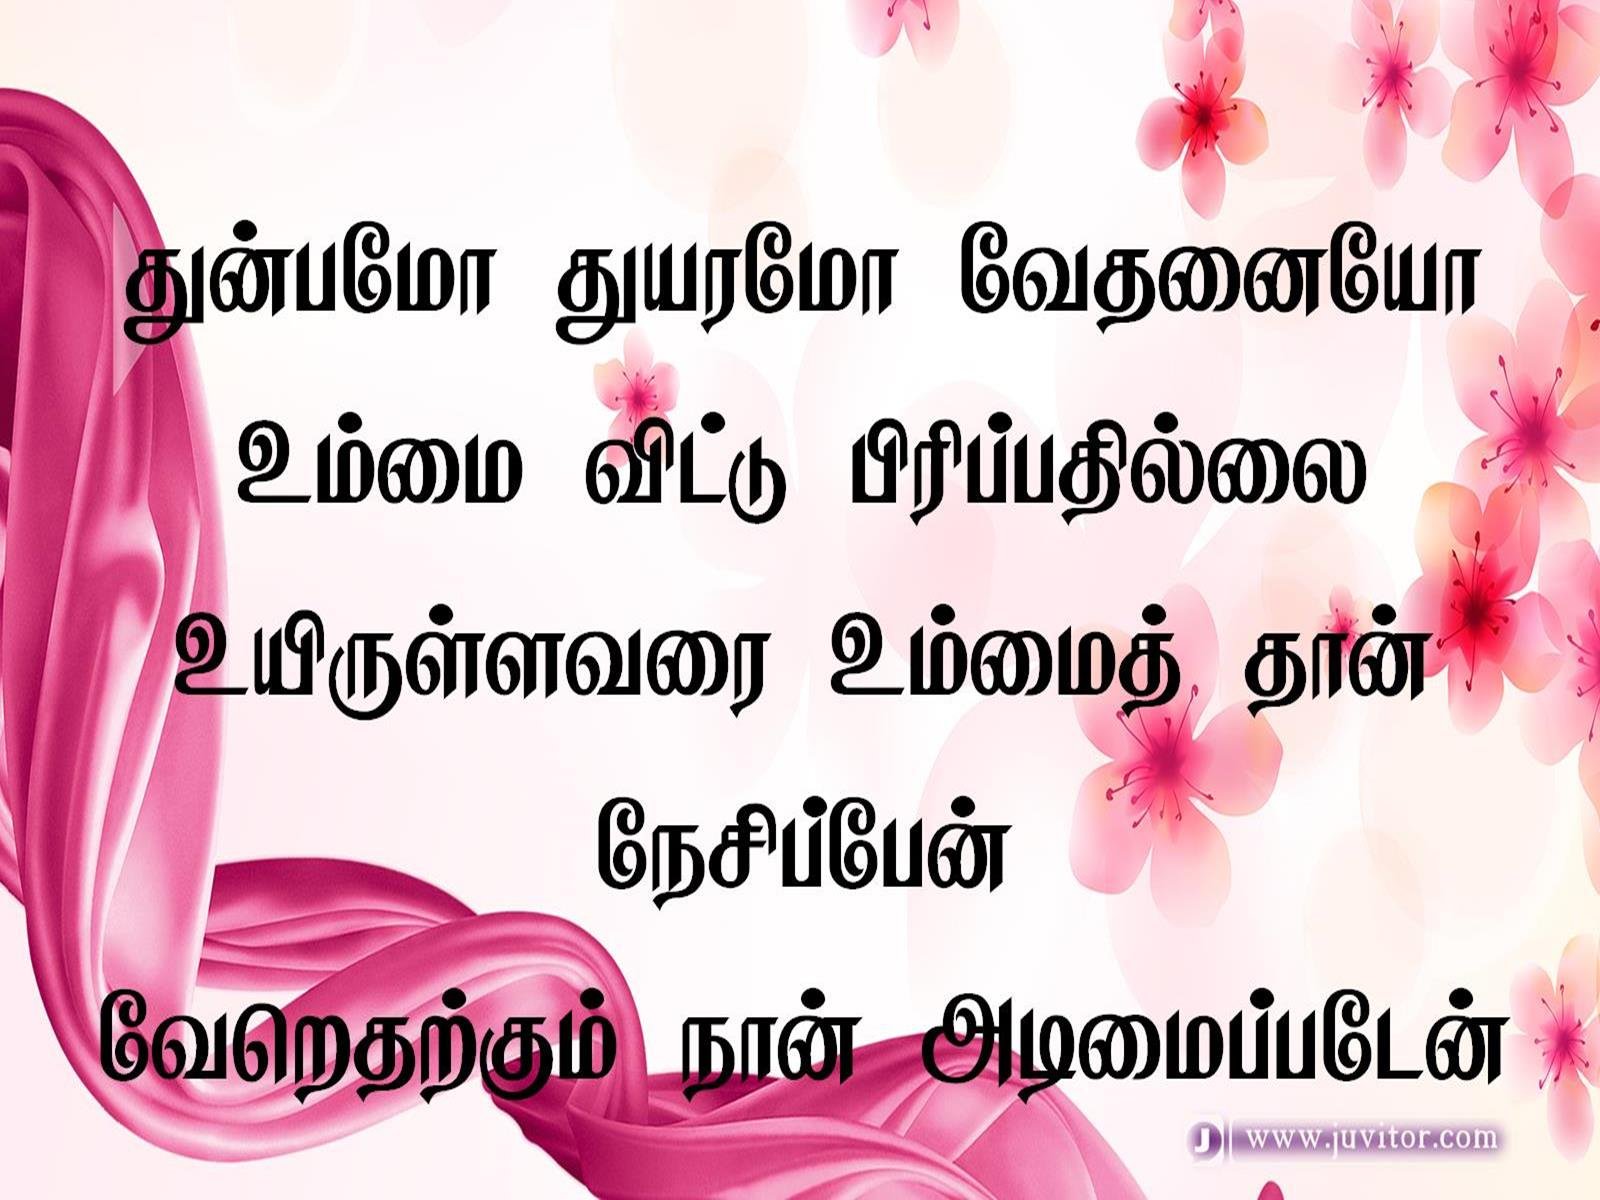 துன்பமோ துயரமோ வேதனையோ
உம்மை விட்டு பிரிப்பதில்லை
உயிருள்ளவரை உம்மைத் தான்
நேசிப்பேன்
வேறெதற்கும் நான் அடிமைப்படேன்
J www.juvitor.com